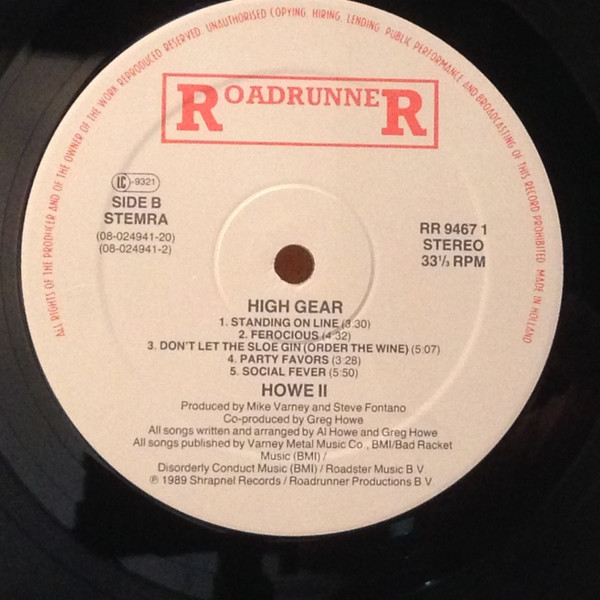 ALL RIGHTS OF THE PRODUCER AND OF THE OWNER OF THE WORK REPRODUCED RESERVED. UNAUTHORISED COPYING, HIRING, LENDING, PUBLIC PERFORMANCE AND BROADCASTING OF THIS RECORD PROHIBITED. MADE IN HOLLAND
ROADRUNNER
LC-9321
SIDE B
STEMRA
(08-024941-20)
(08-024941-2)
RR 9467 1
STEREO
33 1/3 RPM
HIGH GEAR
1. STANDING ON LINE (3.30)
2. FEROCIOUS (4:32)
3. DON'T LET THE SLOE GIN (ORDER THE WINE) (5:07)
4. PARTY FAVORS (3:28)
5. SOCIAL FEVER (5:50)
HOWE II
Produced by Mike Varney and Steve Fontano
Co-produced by Greg Howe
All songs written and arranged by Al Howe and Greg Howe
All songs published by Varney Metal Music Co., BMI/Bad Racket
Music (BMI) /
Disorderly Conduct Music (BMI) / Roadster Music B V
℗ 1989 Shrapnel Records / Roadrunner Productions B V